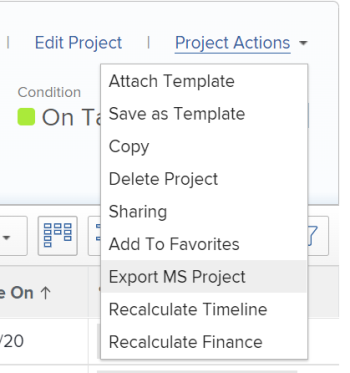 Edit Project | Project Actions
Condition
On Ta
Attach Template
Save as Template
Copy
Delete Project
Sharing
Add To Favorites
Export MS Project
e On ↑
Recalculate Timeline
/20
Recalculate Finance